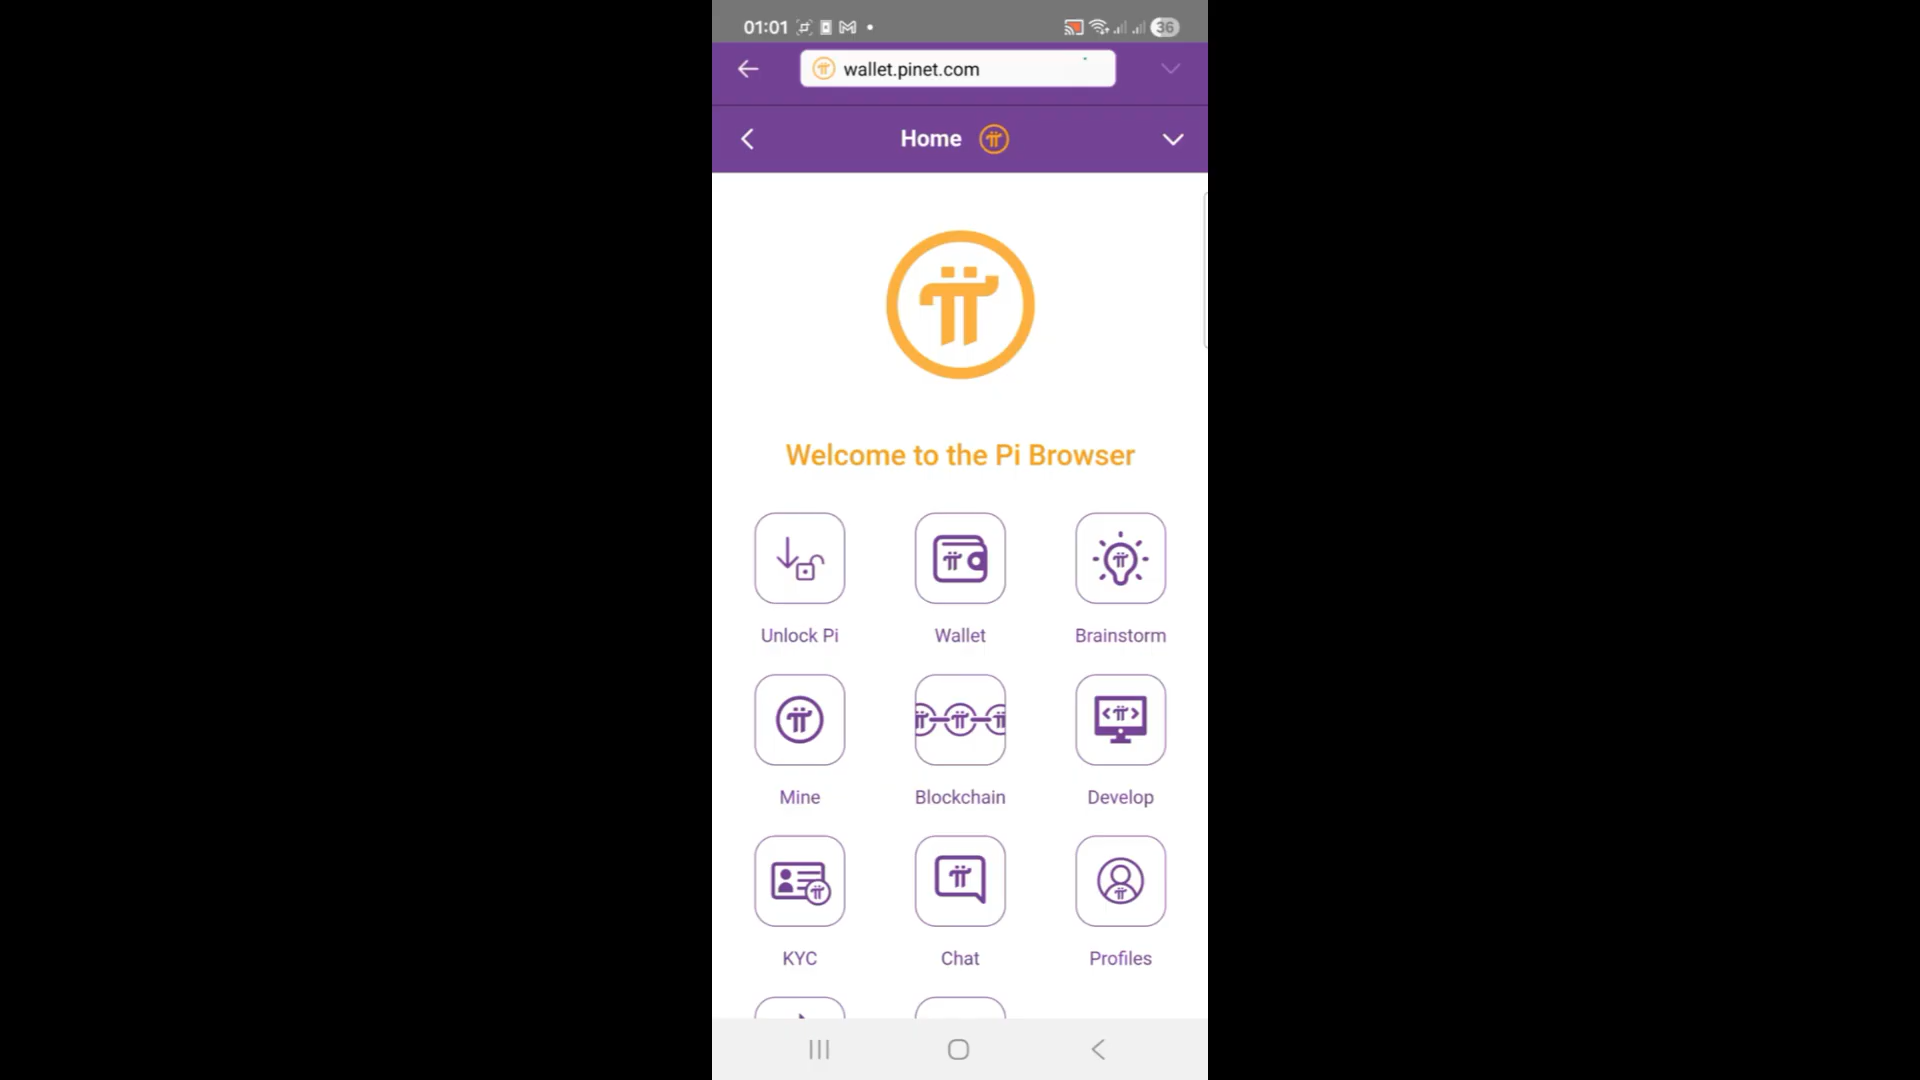 01:01 36
wallet.pinet.com
Home
Welcome to the Pi Browser
Unlock Pi Wallet Brainstorm
Mine Blockchain Develop
KYC Chat Profiles